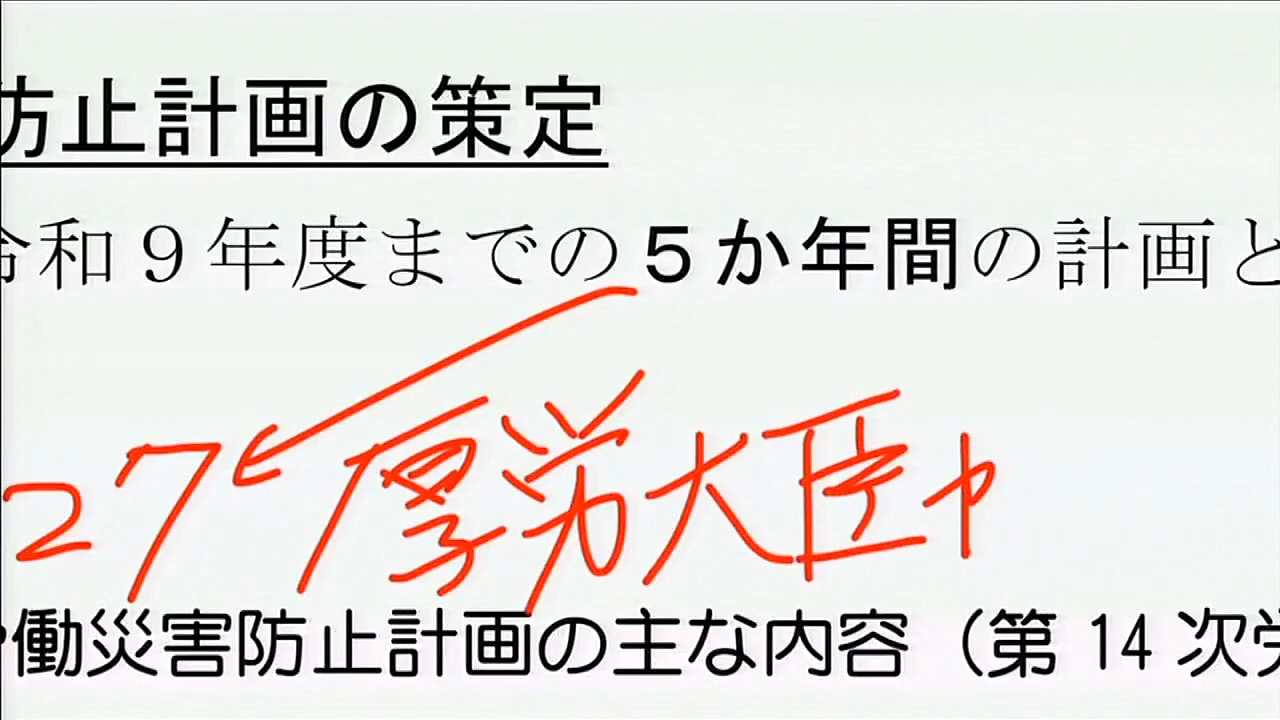 防止計画の策定
令和９年度までの５か年間の計画と
27 厚労大臣が
働災害防止計画の主な内容（第 14 次労